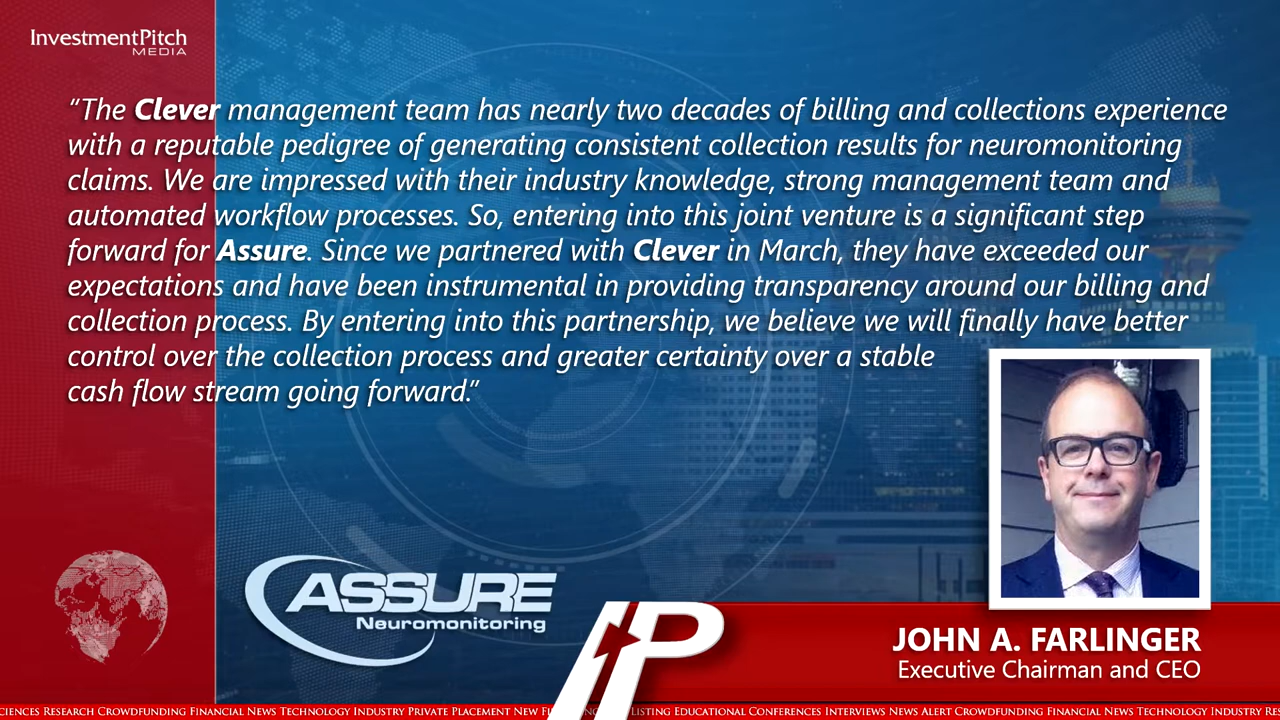 InvestmentPitch
MEDIA
“The Clever management team has nearly two decades of billing and collections experience
with a reputable pedigree of generating consistent collection results for neuromonitoring
claims. We are impressed with their industry knowledge, strong management team and
automated workflow processes. So, entering into this joint venture is a significant step
forward for Assure. Since we partnered with Clever in March, they have exceeded our
expectations and have been instrumental in providing transparency around our billing and
collection process. By entering into this partnership, we believe we will finally have better
control over the collection process and greater certainty over a stable
cash flow stream going forward.”
ASSURE
Neuromonitoring
IP
JOHN A. FARLINGER
Executive Chairman and CEO
CIENCES RESEARCH CROWDFUNDING FINANCIAL NEWS TECHNOLOGY INDUSTRY PRIVATE PLACEMENT NEW LISTING EDUCATIONAL CONFERENCES INTERVIEWS NEWS ALERT CROWDFUNDING FINANCIAL NEWS TECHNOLOGY INDUSTRY RES